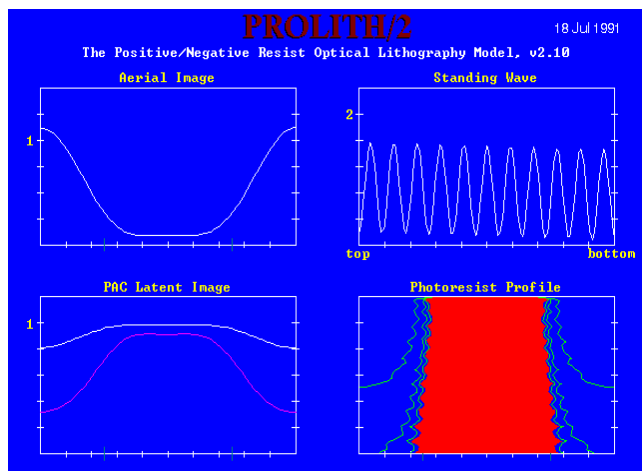 PROLITH/2
18 Jul 1991
The Positive/Negative Resist Optical Lithography Model, v2.10
Aerial Image
Standing Wave
1
2
top
bottom
PAC Latent Image
Photoresist Profile
1